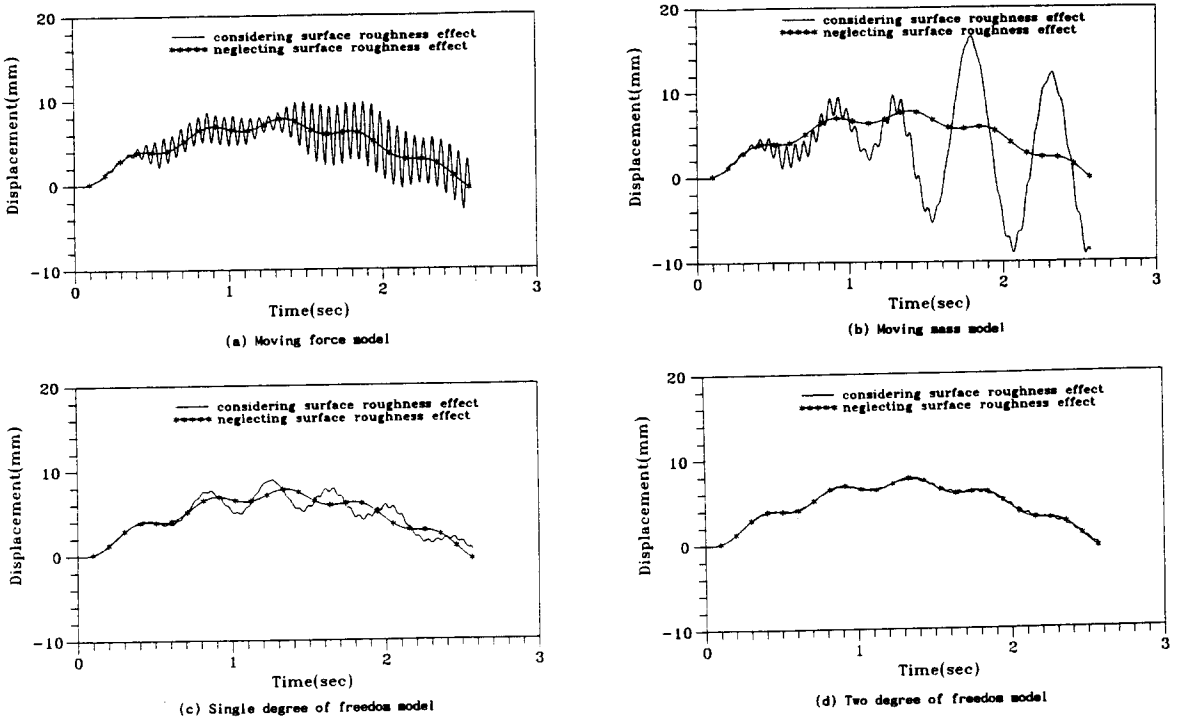 20
10
0
-10
Displacement(mm)
considering surface roughness effect
neglecting surface roughness effect
0
1
2
3
Time(sec)
(a) Moving force model
20
10
0
-10
Displacement(mm)
considering surface roughness effect
neglecting surface roughness effect
0
1
2
3
Time(sec)
(b) Moving mass model
20
10
0
-10
Displacement(mm)
considering surface roughness effect
neglecting surface roughness effect
0
1
2
3
Time(sec)
(c) Single degree of freedom model
20
10
0
-10
Displacement(mm)
considering surface roughness effect
neglecting surface roughness effect
0
1
2
3
Time(sec)
(d) Two degree of freedom model